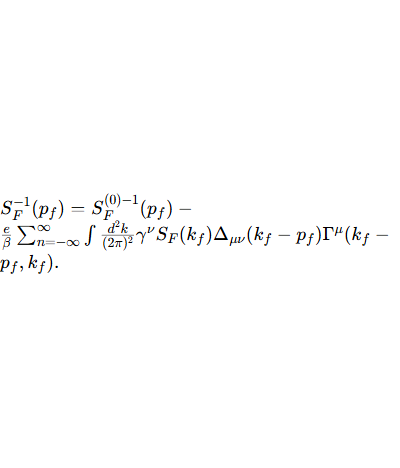 $S_F^{-1}(p_f) = S_F^{(0)-1}(p_f) -$
$\frac{e}{\beta} \sum_{n=-\infty}^{\infty} \int \frac{d^2k}{(2\pi)^2} \gamma^\nu S_F(k_f) \Delta_{\mu\nu}(k_f - p_f) \Gamma^\mu(k_f -$
$p_f, k_f).$